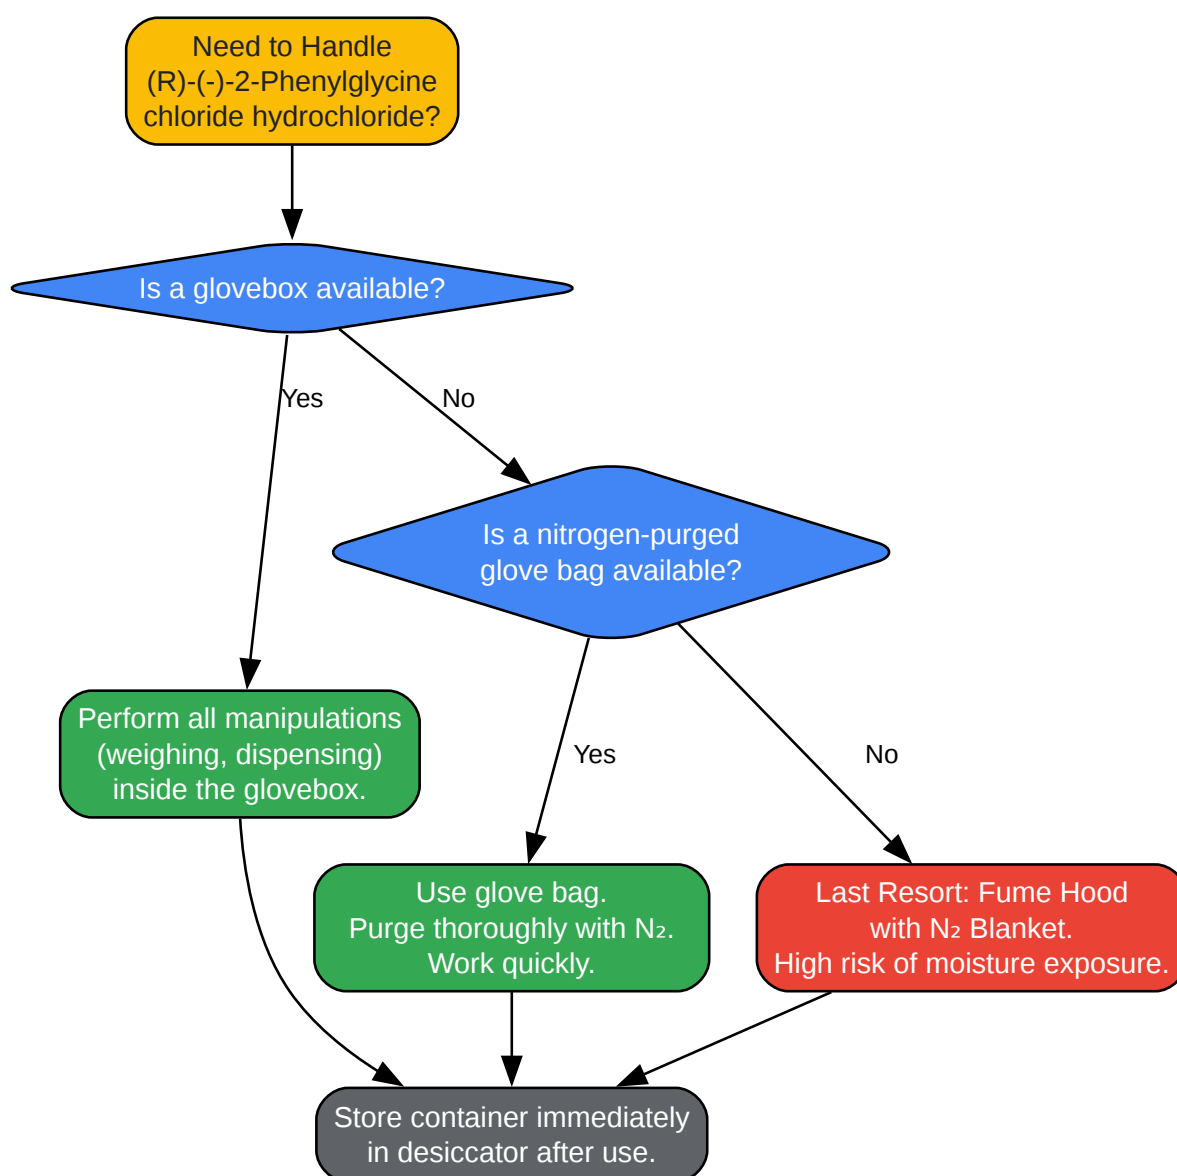 Need to Handle
(R)-(-)-2-Phenylglycine
chloride hydrochloride?
Is a glovebox available?
Yes
No
Is a nitrogen-purged
glove bag available?
Perform all manipulations
(weighing, dispensing)
inside the glovebox.
Yes
No
Use glove bag.
Purge thoroughly with N₂.
Work quickly.
Last Resort: Fume Hood
with N₂ Blanket.
High risk of moisture exposure.
Store container immediately
in desiccator after use.